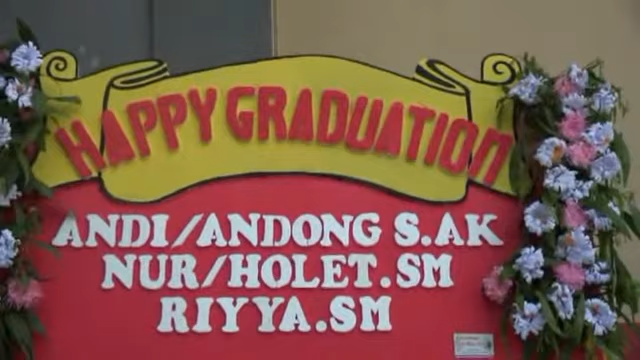 HAPPY GRADUATION
ANDI/ANDONG S.AK
NUR/HOLET.SM
RIYYA.SM